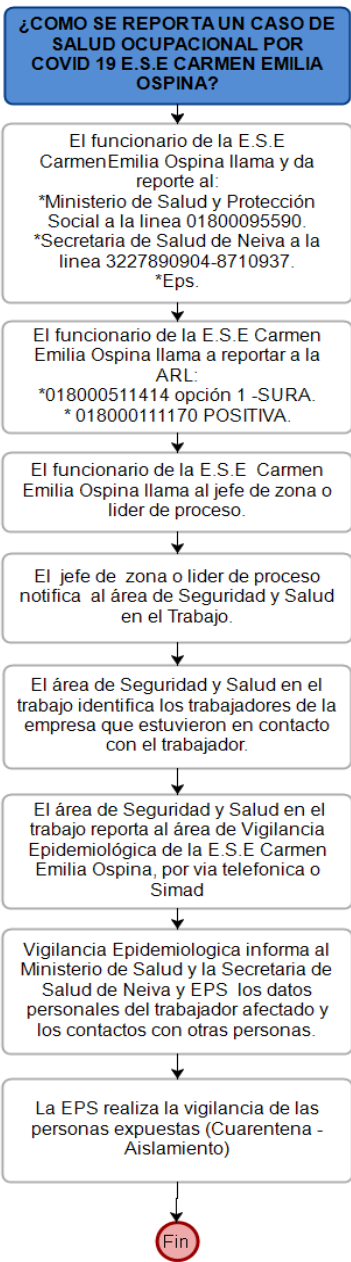 ¿COMO SE REPORTA UN CASO DE
SALUD OCUPACIONAL POR
COVID 19 E.S.E CARMEN EMILIA
OSPINA?
El funcionario de la E.S.E
CarmenEmilia Ospina llama y da
reporte al:
*Ministerio de Salud y Protección
Social a la linea 01800095590.
*Secretaria de Salud de Neiva a la
linea 3227890904-8710937.
*Eps.
El funcionario de la E.S.E Carmen
Emilia Ospina llama a reportar a la
ARL:
*018000511414 opción 1 -SURA.
* 018000111170 POSITIVA.
El funcionario de la E.S.E Carmen
Emilia Ospina llama al jefe de zona o
lider de proceso.
El jefe de zona o lider de proceso
notifica al área de Seguridad y Salud
en el Trabajo.
El área de Seguridad y Salud en el
trabajo identifica los trabajadores de la
empresa que estuvieron en contacto
con el trabajador.
El área de Seguridad y Salud en el
trabajo reporta al área de Vigilancia
Epidemiológica de la E.S.E Carmen
Emilia Ospina, por via telefonica o
Simad
Vigilancia Epidemiologica informa al
Ministerio de Salud y la Secretaria de
Salud de Neiva y EPS los datos
personales del trabajador afectado y
los contactos con otras personas.
La EPS realiza la vigilancia de las
personas expuestas (Cuarentena -
Aislamiento)
Fin